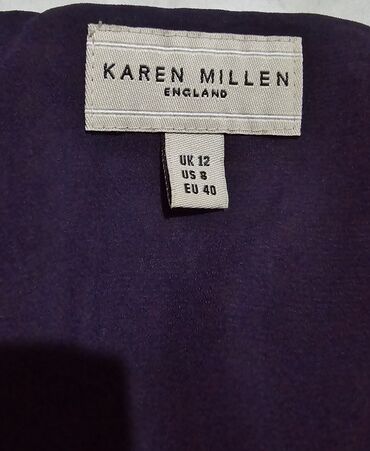 KAREN MILLEN
ENGLAND
UK 12
US 8
EU 40